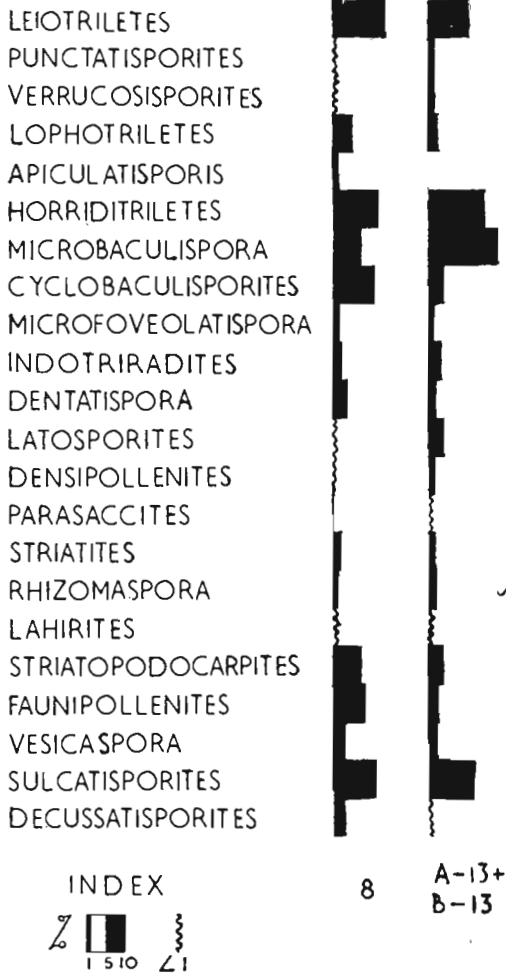 LEIOTRILETES
PUNCTATISPORITES
VERRUCOSISPORITES
LOPHOTRILETES
APICULATISPORIS
HORRIDITRILETES
MICROBACULISPORA
CYCLOBACULISPORITES
MICROFOVEOLATISPORA
INDOTRIRADITES
DENTATISPORA
LATOSPORITES
DENSIPOLLENITES
PARASACCITES
STRIATITES
RHIZOMASPORA
LAHIRITES
STRIATOPODOCARPITES
FAUNIPOLLENITES
VESICASPORA
SULCATISPORITES
DECUSSATISPORITES
INDEX
8
A-13+
B-13
%
1 5 10 <1